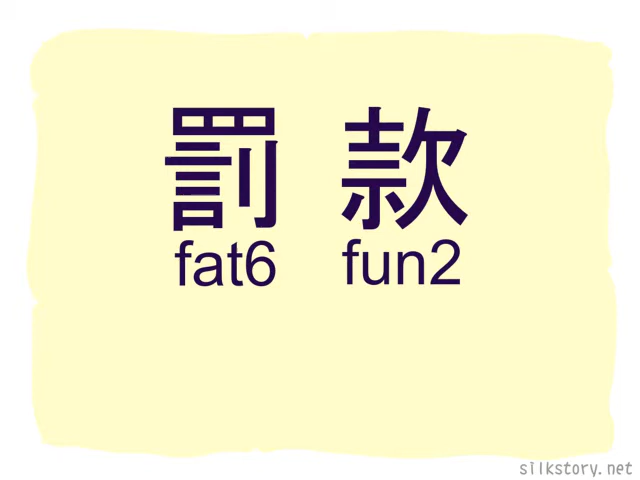 罰款
fat6 fun2
silkstory.net